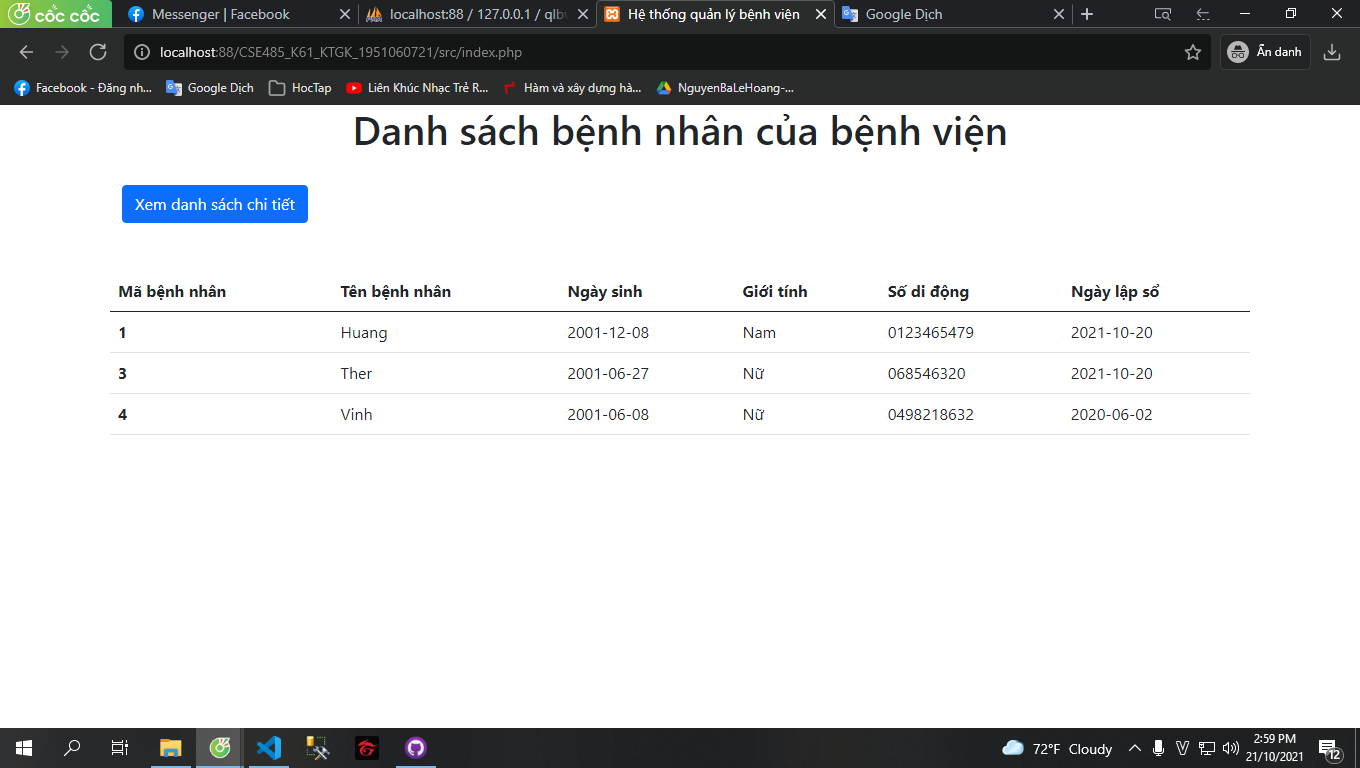 cốc cốc Messenger | Facebook localhost:88 / 127.0.0.1 / qlbv Hệ thống quản lý bệnh viện Google Dịch
localhost:88/CSE485_K61_KTGK_1951060721/src/index.php Ẩn danh
Facebook - Đăng nh... Google Dịch HocTap Liên Khúc Nhạc Trẻ R... Hàm và xây dựng hà... NguyenBaLeHoang-...
Danh sách bệnh nhân của bệnh viện
Xem danh sách chi tiết
Mã bệnh nhân Tên bệnh nhân Ngày sinh Giới tính Số di động Ngày lập sổ
1 Huang 2001-12-08 Nam 0123465479 2021-10-20
3 Ther 2001-06-27 Nữ 068546320 2021-10-20
4 Vinh 2001-06-08 Nữ 0498218632 2020-06-02
72°F Cloudy V 2:59 PM
21/10/2021 12